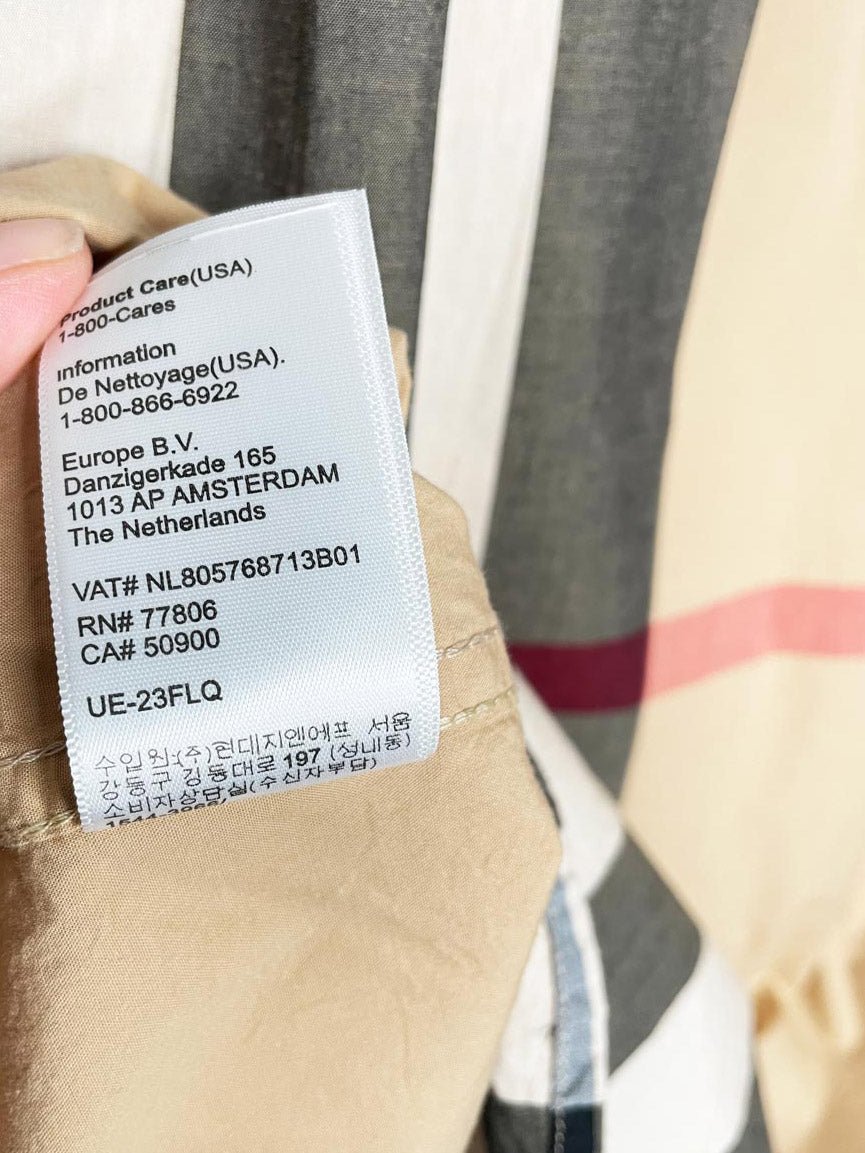 Product Care(USA)
1-800-Cares
Information
De Nettoyage(USA).
1-800-866-6922
Europe B.V.
Danzigerkade 165
1013 AP AMSTERDAM
The Netherlands
VAT# NL805768713B01
RN# 77806
CA# 50900
UE-23FLQ
수입원:(주)현대지엔에프 서울
강동구 강동대로 197 (성내동)
소비자상담실(수신자부담)